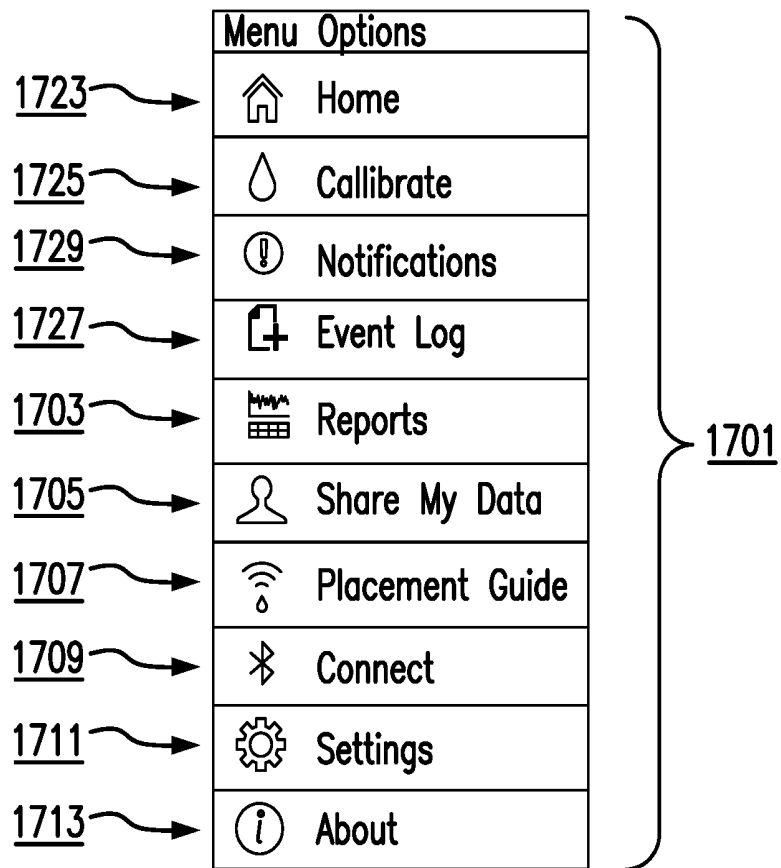 Menu Options
1723 Home
1725 Callibrate
1729 Notifications
1727 Event Log
1703 Reports
1701
1705 Share My Data
1707 Placement Guide
1709 Connect
1711 Settings
1713 About